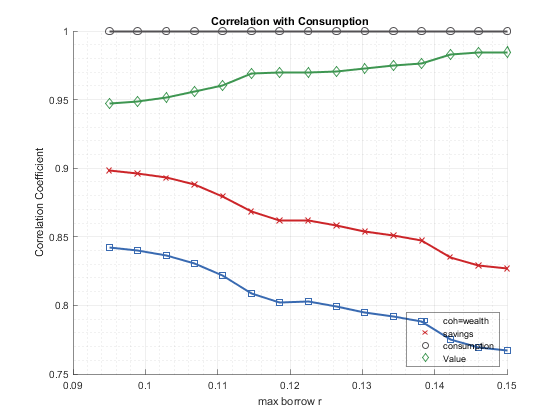 Correlation with Consumption
1
0.95
0.9
0.85
0.8
0.75
Correlation Coefficient
0.09
0.1
0.11
0.12
0.13
0.14
0.15
max borrow r
coh=wealth
savings
consumption
Value